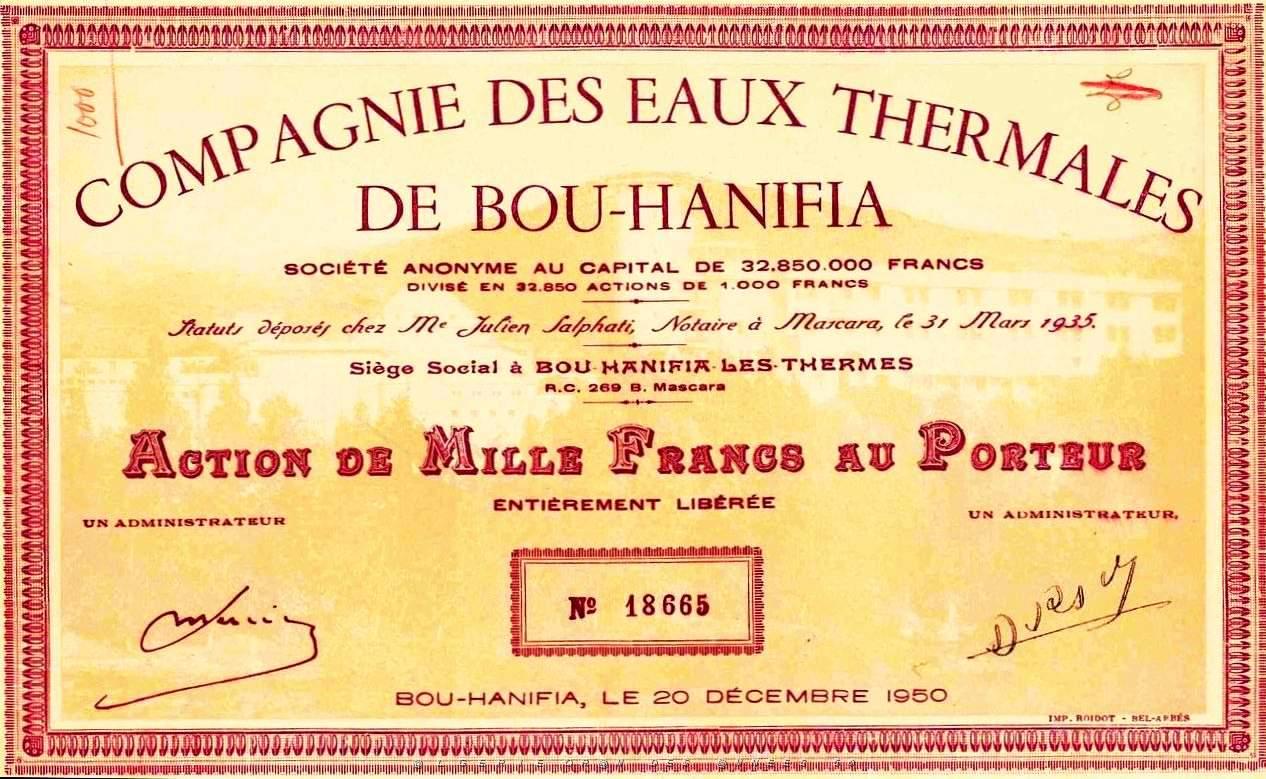 1000
COMPAGNIE DES EAUX THERMALES
DE BOU-HANIFIA
SOCIÉTÉ ANONYME AU CAPITAL DE 32.850.000 FRANCS
DIVISÉ EN 32.850 ACTIONS DE 1.000 FRANCS
Statuts déposés chez Me Julien Salphati, Notaire à Mascara, le 31 Mars 1935.
Siège Social à BOU-HANIFIA-LES-THERMES
R.C. 269 B. Mascara
ACTION DE MILLE FRANCS AU PORTEUR
ENTIÈREMENT LIBÉRÉE
UN ADMINISTRATEUR
UN ADMINISTRATEUR,
Nº 18665
BOU-HANIFIA, LE 20 DÉCEMBRE 1950
IMP. ROIDOT - BEL-ABBÉS